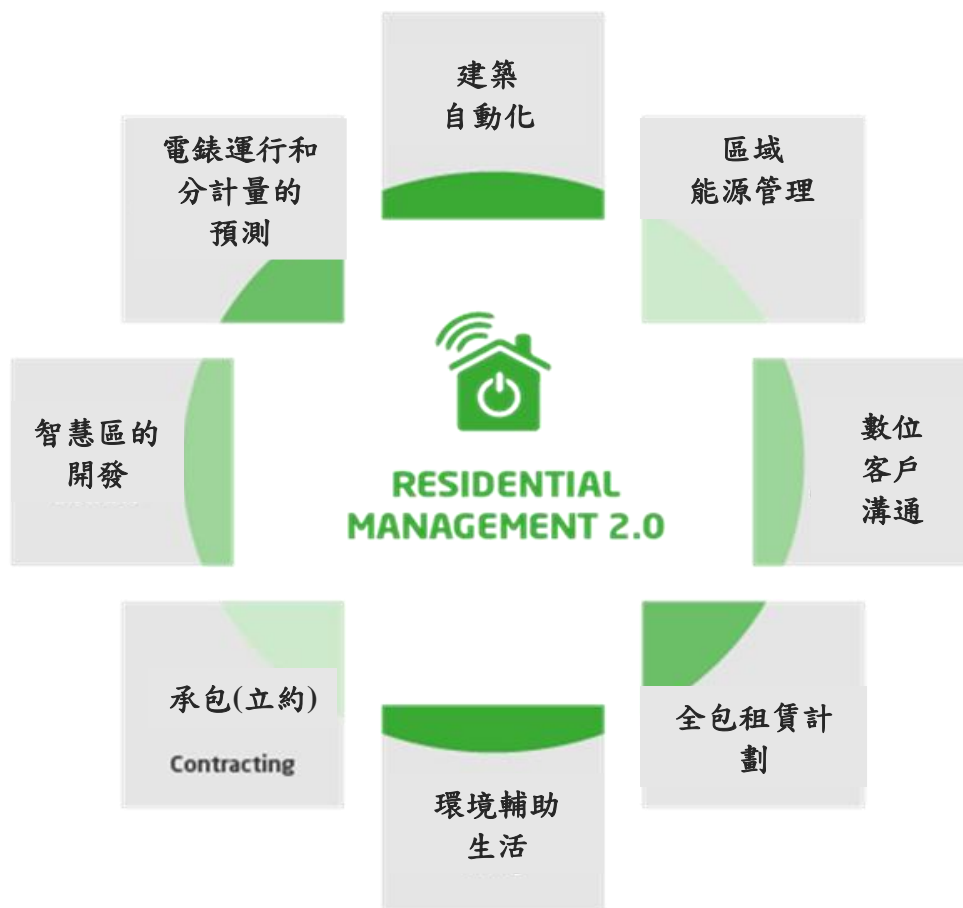 建築
自動化
電錶運行和
分計量的
預測
區域
能源管理
智慧區的
開發
RESIDENTIAL
MANAGEMENT 2.0
數位
客戶
溝通
承包(立約)
Contracting
全包租賃計
劃
環境輔助
生活